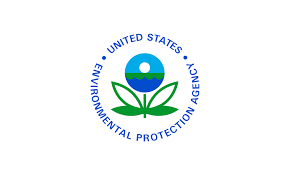 UNITED STATES
ENVIRONMENTAL PROTECTION AGENCY